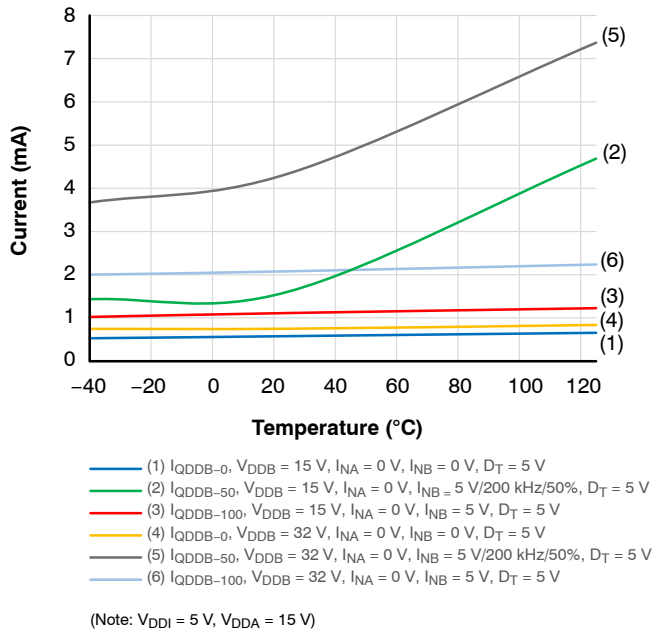 8
7
6
5
4
3
2
1
0
Current (mA)
(5)
(2)
(6)
(3)
(4)
(1)
−40 −20 0 20 40 60 80 100 120
Temperature (°C)
(1) IQDDB−0, VDDB = 15 V, INA = 0 V, INB = 0 V, DT = 5 V
(2) IQDDB−50, VDDB = 15 V, INA = 0 V, INB = 5 V/200 kHz/50%, DT = 5 V
(3) IQDDB−100, VDDB = 15 V, INA = 0 V, INB = 5 V, DT = 5 V
(4) IQDDB−0, VDDB = 32 V, INA = 0 V, INB = 0 V, DT = 5 V
(5) IQDDB−50, VDDB = 32 V, INA = 0 V, INB = 5 V/200 kHz/50%, DT = 5 V
(6) IQDDB−100, VDDB = 32 V, INA = 0 V, INB = 5 V, DT = 5 V
(Note: VDDI = 5 V, VDDA = 15 V)